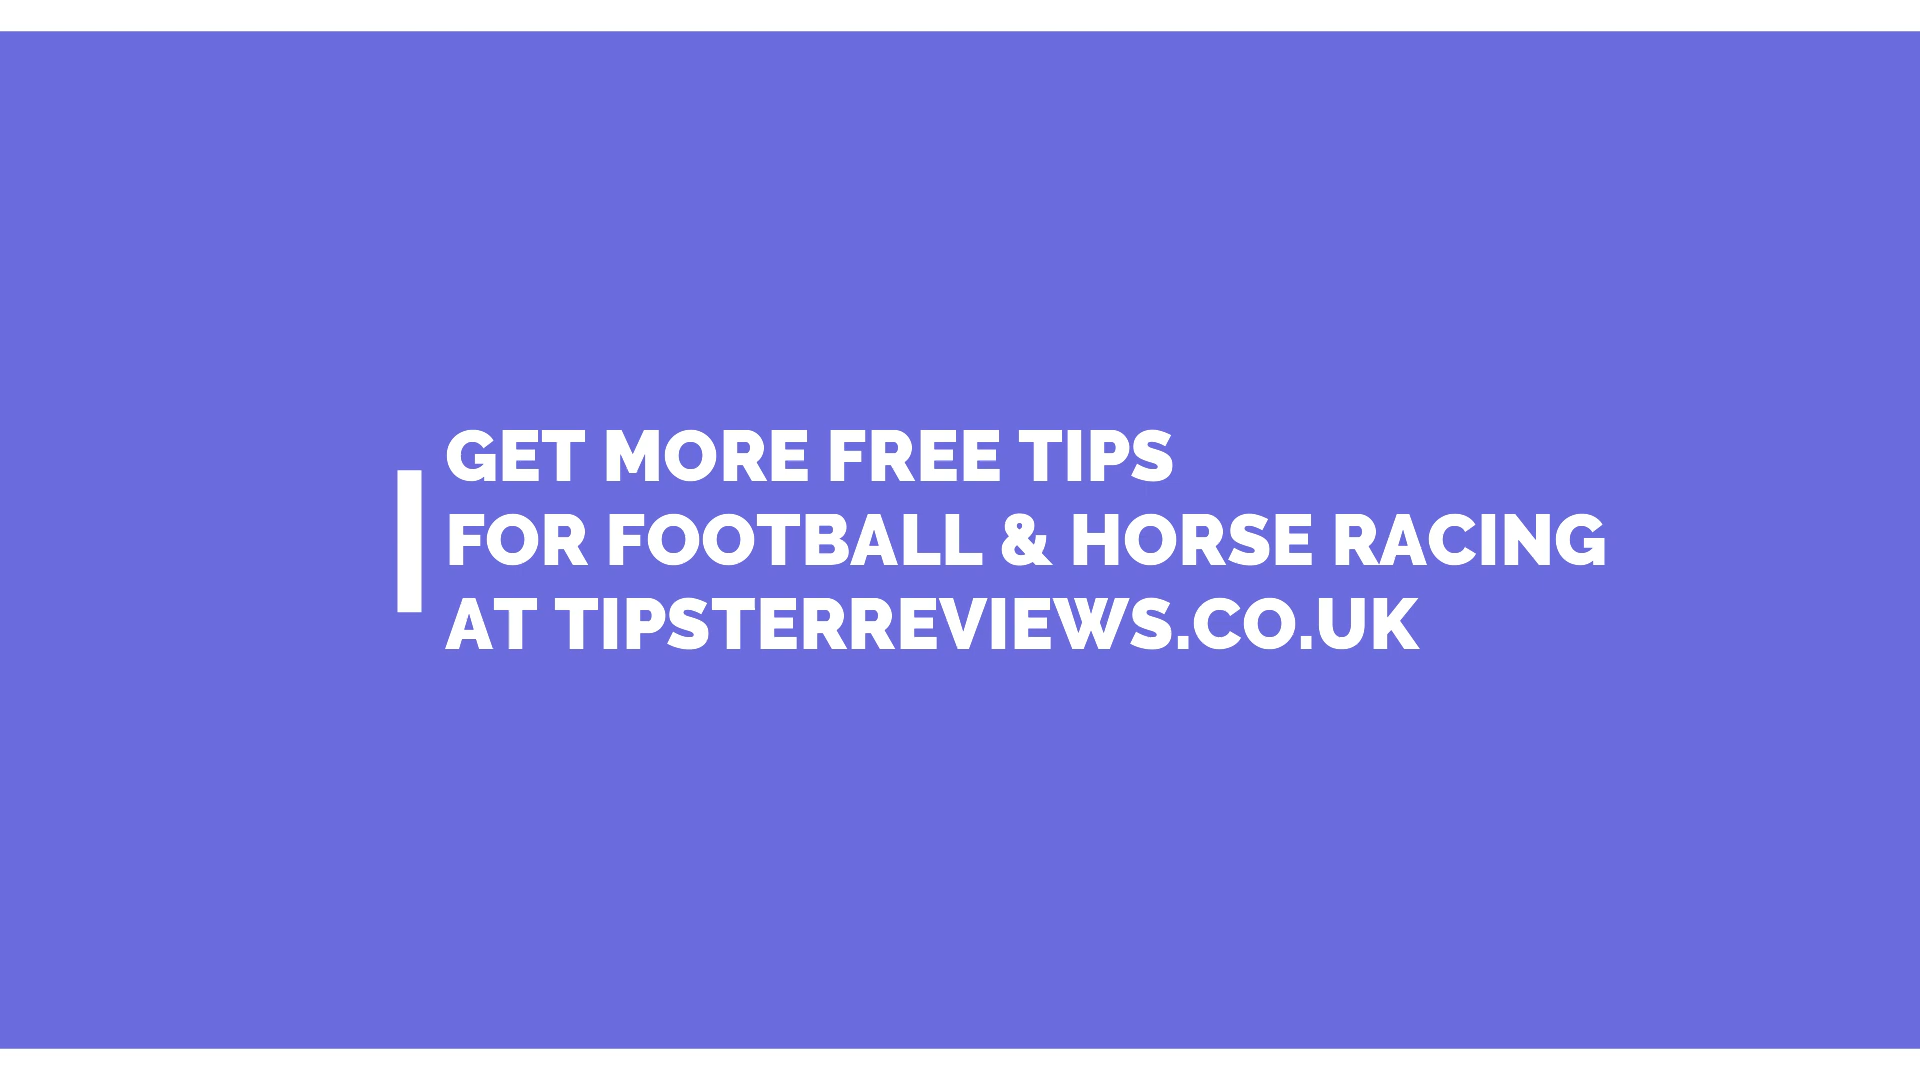 GET MORE FREE TIPS
FOR FOOTBALL & HORSE RACING
AT TIPSTERREVIEWS.CO.UK